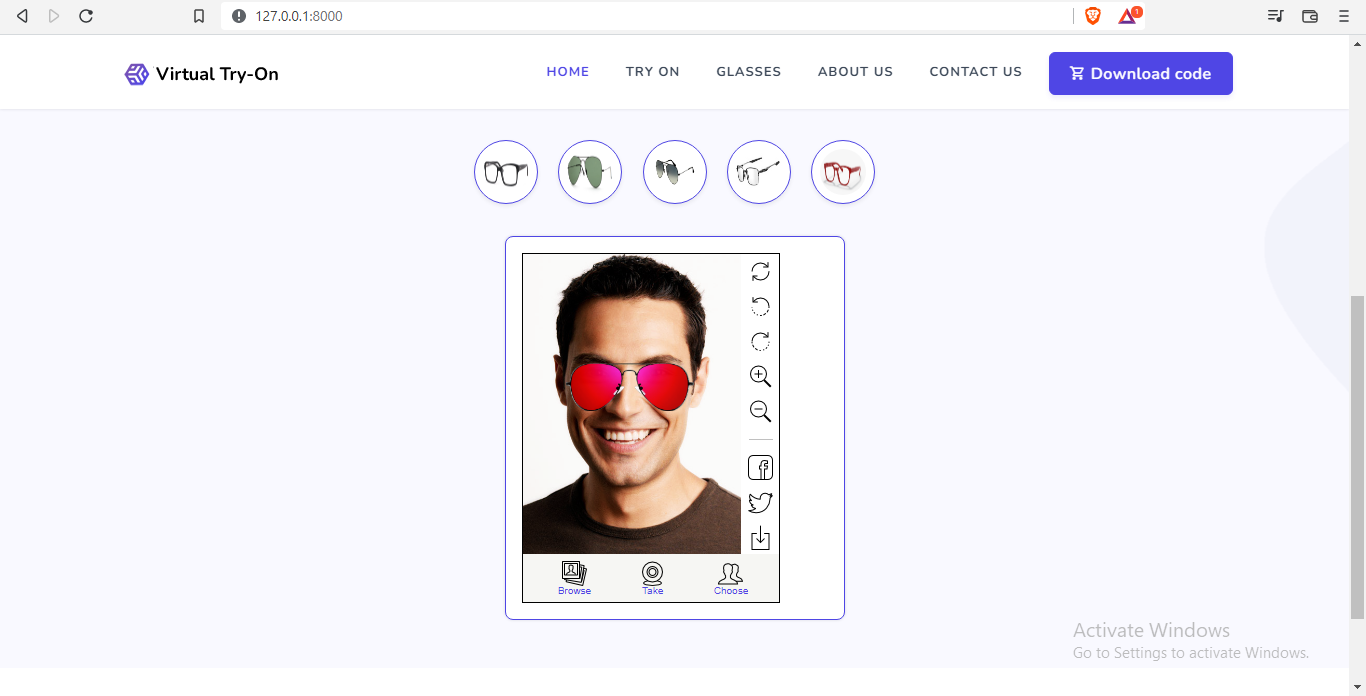 127.0.0.1:8000
1
Virtual Try-On
HOME
TRY ON
GLASSES
ABOUT US
CONTACT US
Download code
Browse
Take
Choose
Activate Windows
Go to Settings to activate Windows.